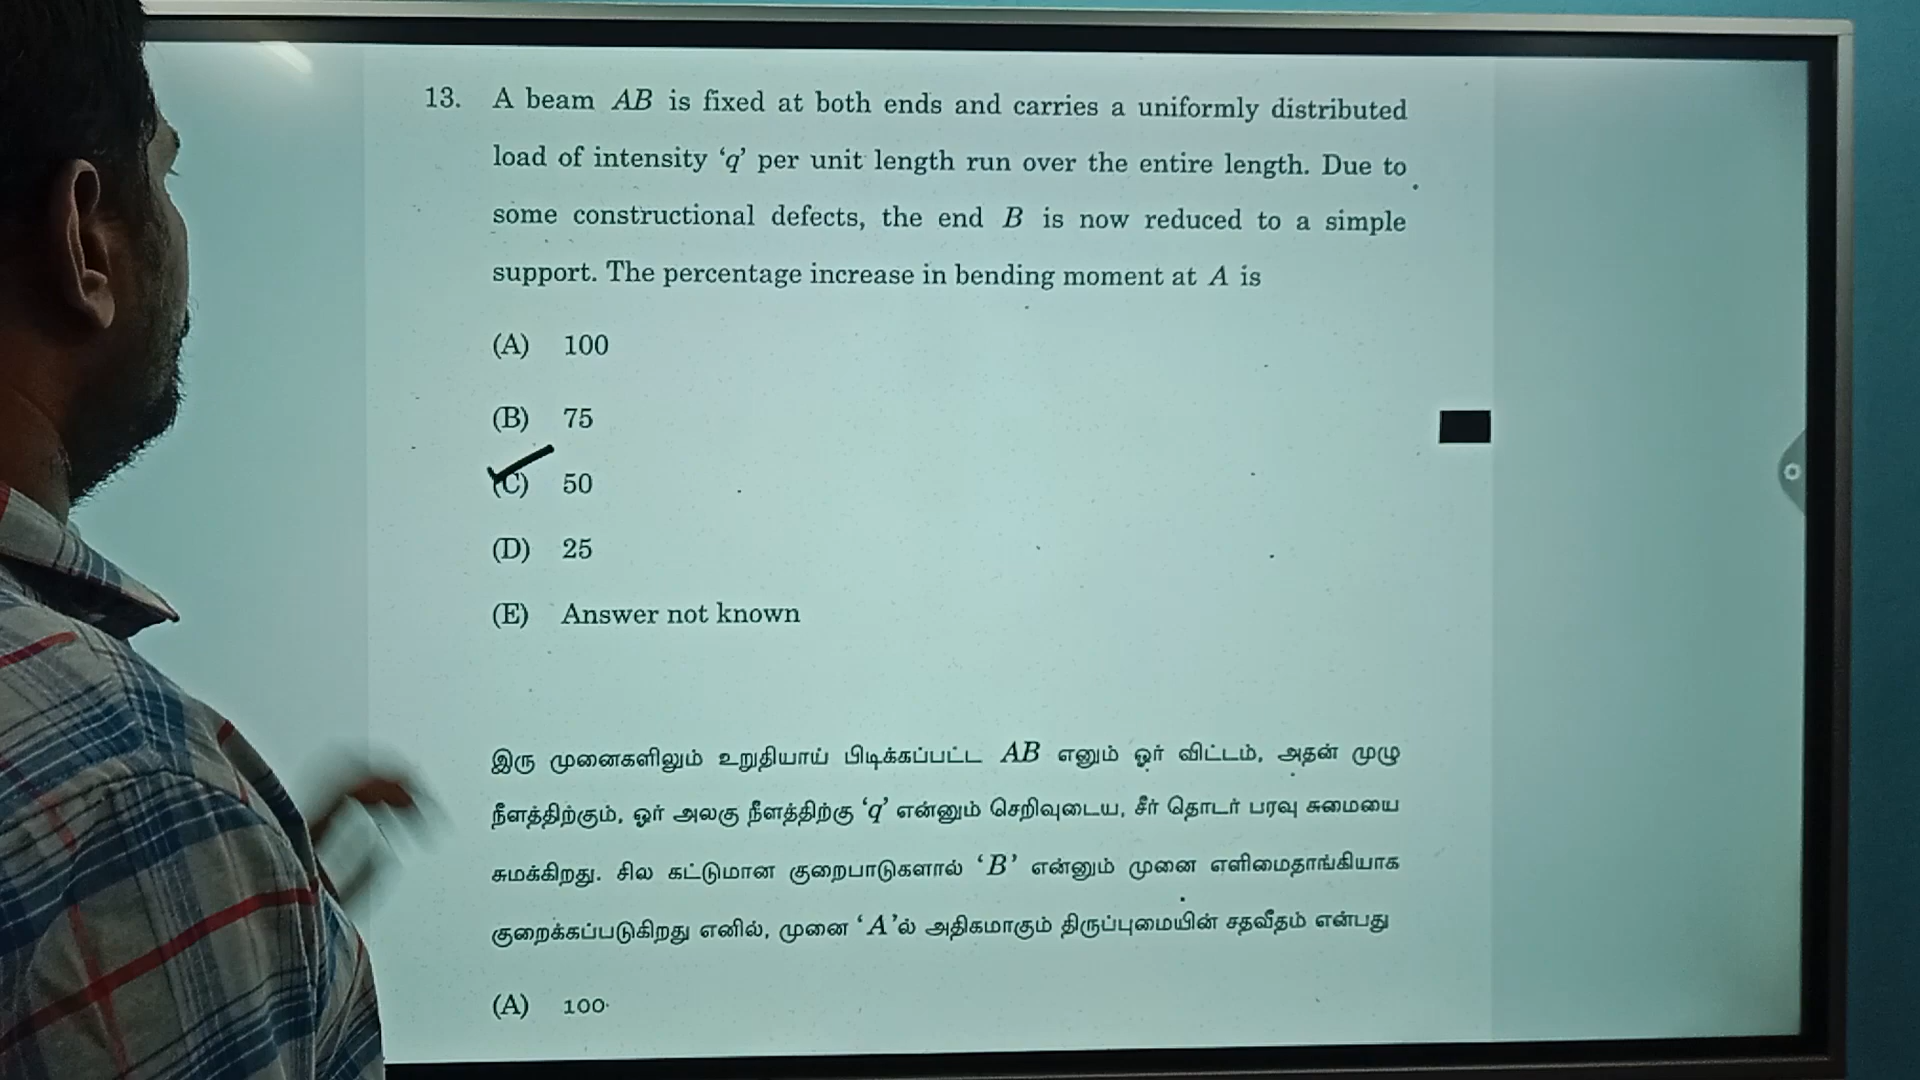 13. A beam AB is fixed at both ends and carries a uniformly distributed
load of intensity ‘q’ per unit length run over the entire length. Due to
some constructional defects, the end B is now reduced to a simple
support. The percentage increase in bending moment at A is
(A) 100
(B) 75
(C) 50
(D) 25
(E) Answer not known
இரு முனைகளிலும் உறுதியாய் பிடிக்கப்பட்ட AB எனும் ஓர் விட்டம், அதன் முழு
நீளத்திற்கும், ஓர் அலகு நீளத்திற்கு ‘q’ என்னும் செறிவுடைய, சீர் தொடர் பரவு சுமையை
சுமக்கிறது. சில கட்டுமான குறைபாடுகளால் ‘B’ என்னும் முனை எளிமைதாங்கியாக
குறைக்கப்படுகிறது எனில், முனை ‘A’ல் அதிகமாகும் திருப்புமையின் சதவீதம் என்பது
(A) 100